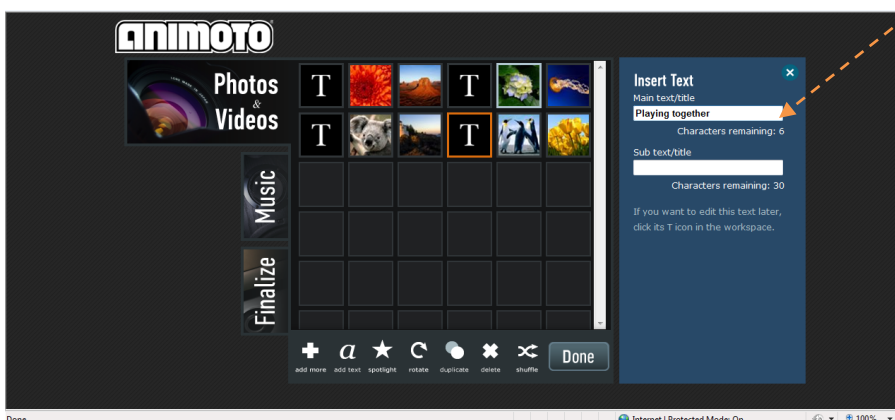 ANIMOTO
Photos
&
Videos
Music
Finalize
T
T
T
T
add more
a
add text
spotlight
rotate
duplicate
delete
shuffle
Done
Insert Text
Main text/title
Playing together
Characters remaining: 6
Sub text/title
Characters remaining: 30
If you want to edit this text later,
click its T icon in the workspace.
Done
Internet | Protected Mode: On
100%